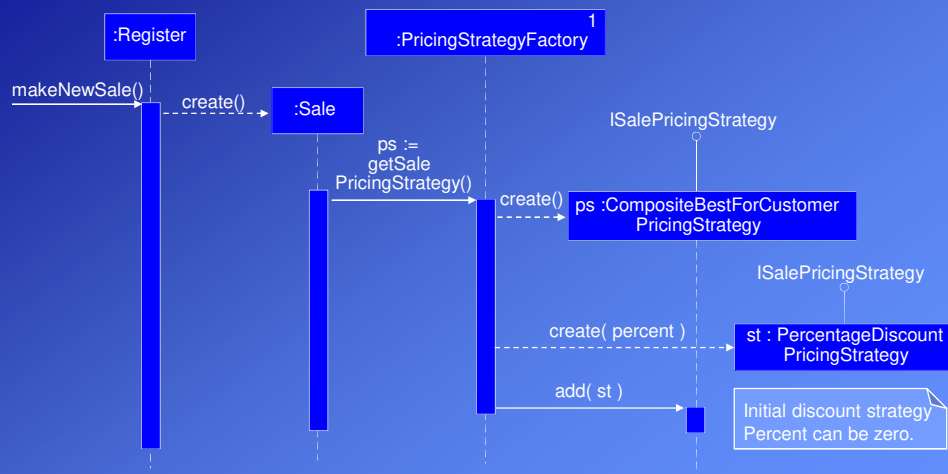 1
:Register
:PricingStrategyFactory
makeNewSale()
create()
:Sale
ISalePricingStrategy
ps :=
getSale
PricingStrategy()
create()
ps :CompositeBestForCustomer
PricingStrategy
ISalePricingStrategy
create( percent )
st : PercentageDiscount
PricingStrategy
add( st )
Initial discount strategy
Percent can be zero.